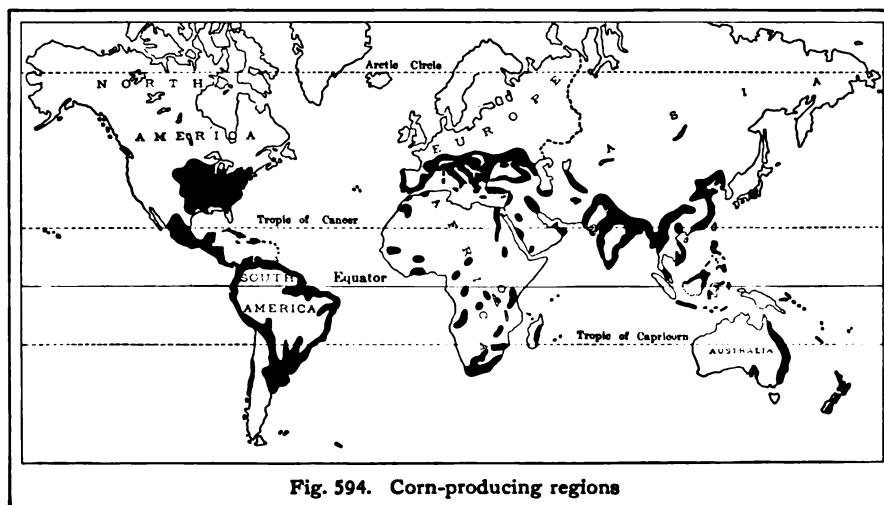 Arctic Circle
NORTH
AMERICA
EUROPE
ASIA
Tropic of Cancer
AFRICA
SOUTH
AMERICA
Equator
Tropic of Capricorn
AUSTRALIA
Fig. 594. Corn-producing regions